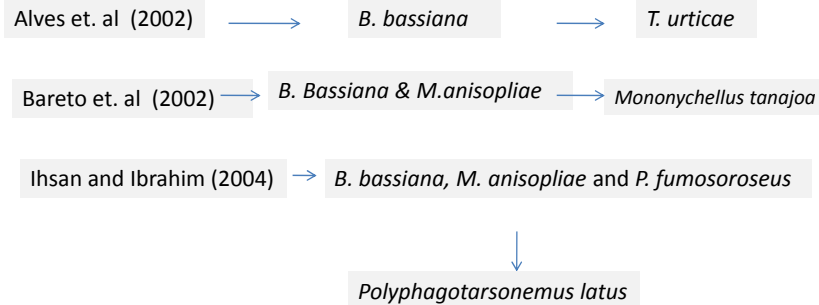 Alves et. al (2002) B. bassiana T. urticae
Bareto et. al (2002) B. Bassiana & M.anisopliae Mononychellus tanajoa
Ihsan and Ibrahim (2004) B. bassiana, M. anisopliae and P. fumosoroseus
Polyphagotarsonemus latus